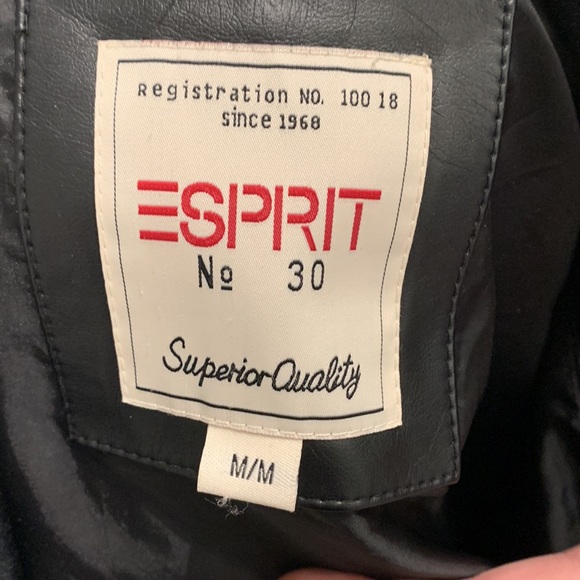 Registration NO. 100 18
since 1968
ESPRIT
Nº 30
Superior Quality
M/M